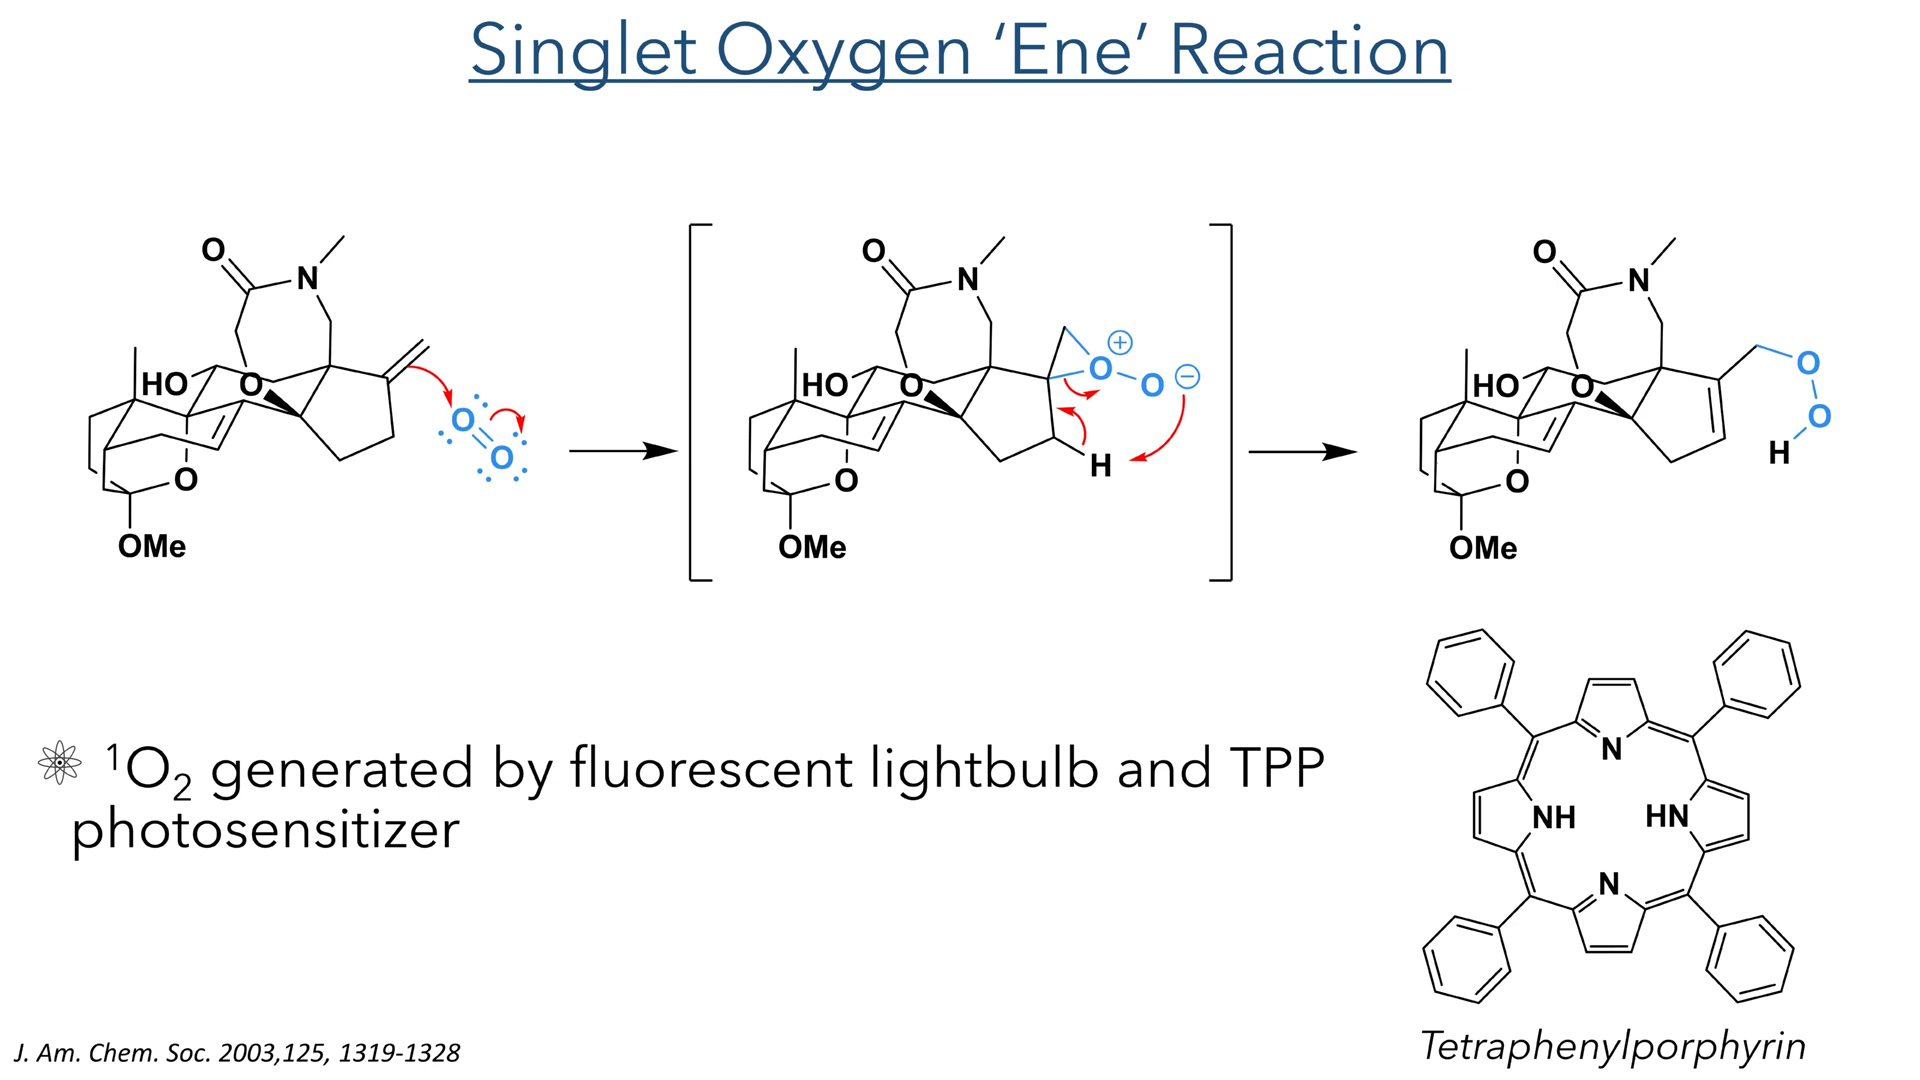 Singlet Oxygen ‘Ene’ Reaction
O
N
HO
O
O
OMe
O
O
O
N
HO
O
O
OMe
O
+
O
−
H
O
N
HO
O
O
OMe
O
O
H
¹O₂ generated by fluorescent lightbulb and TPP
photosensitizer
N
NH
HN
N
Tetraphenylporphyrin
J. Am. Chem. Soc. 2003,125, 1319-1328